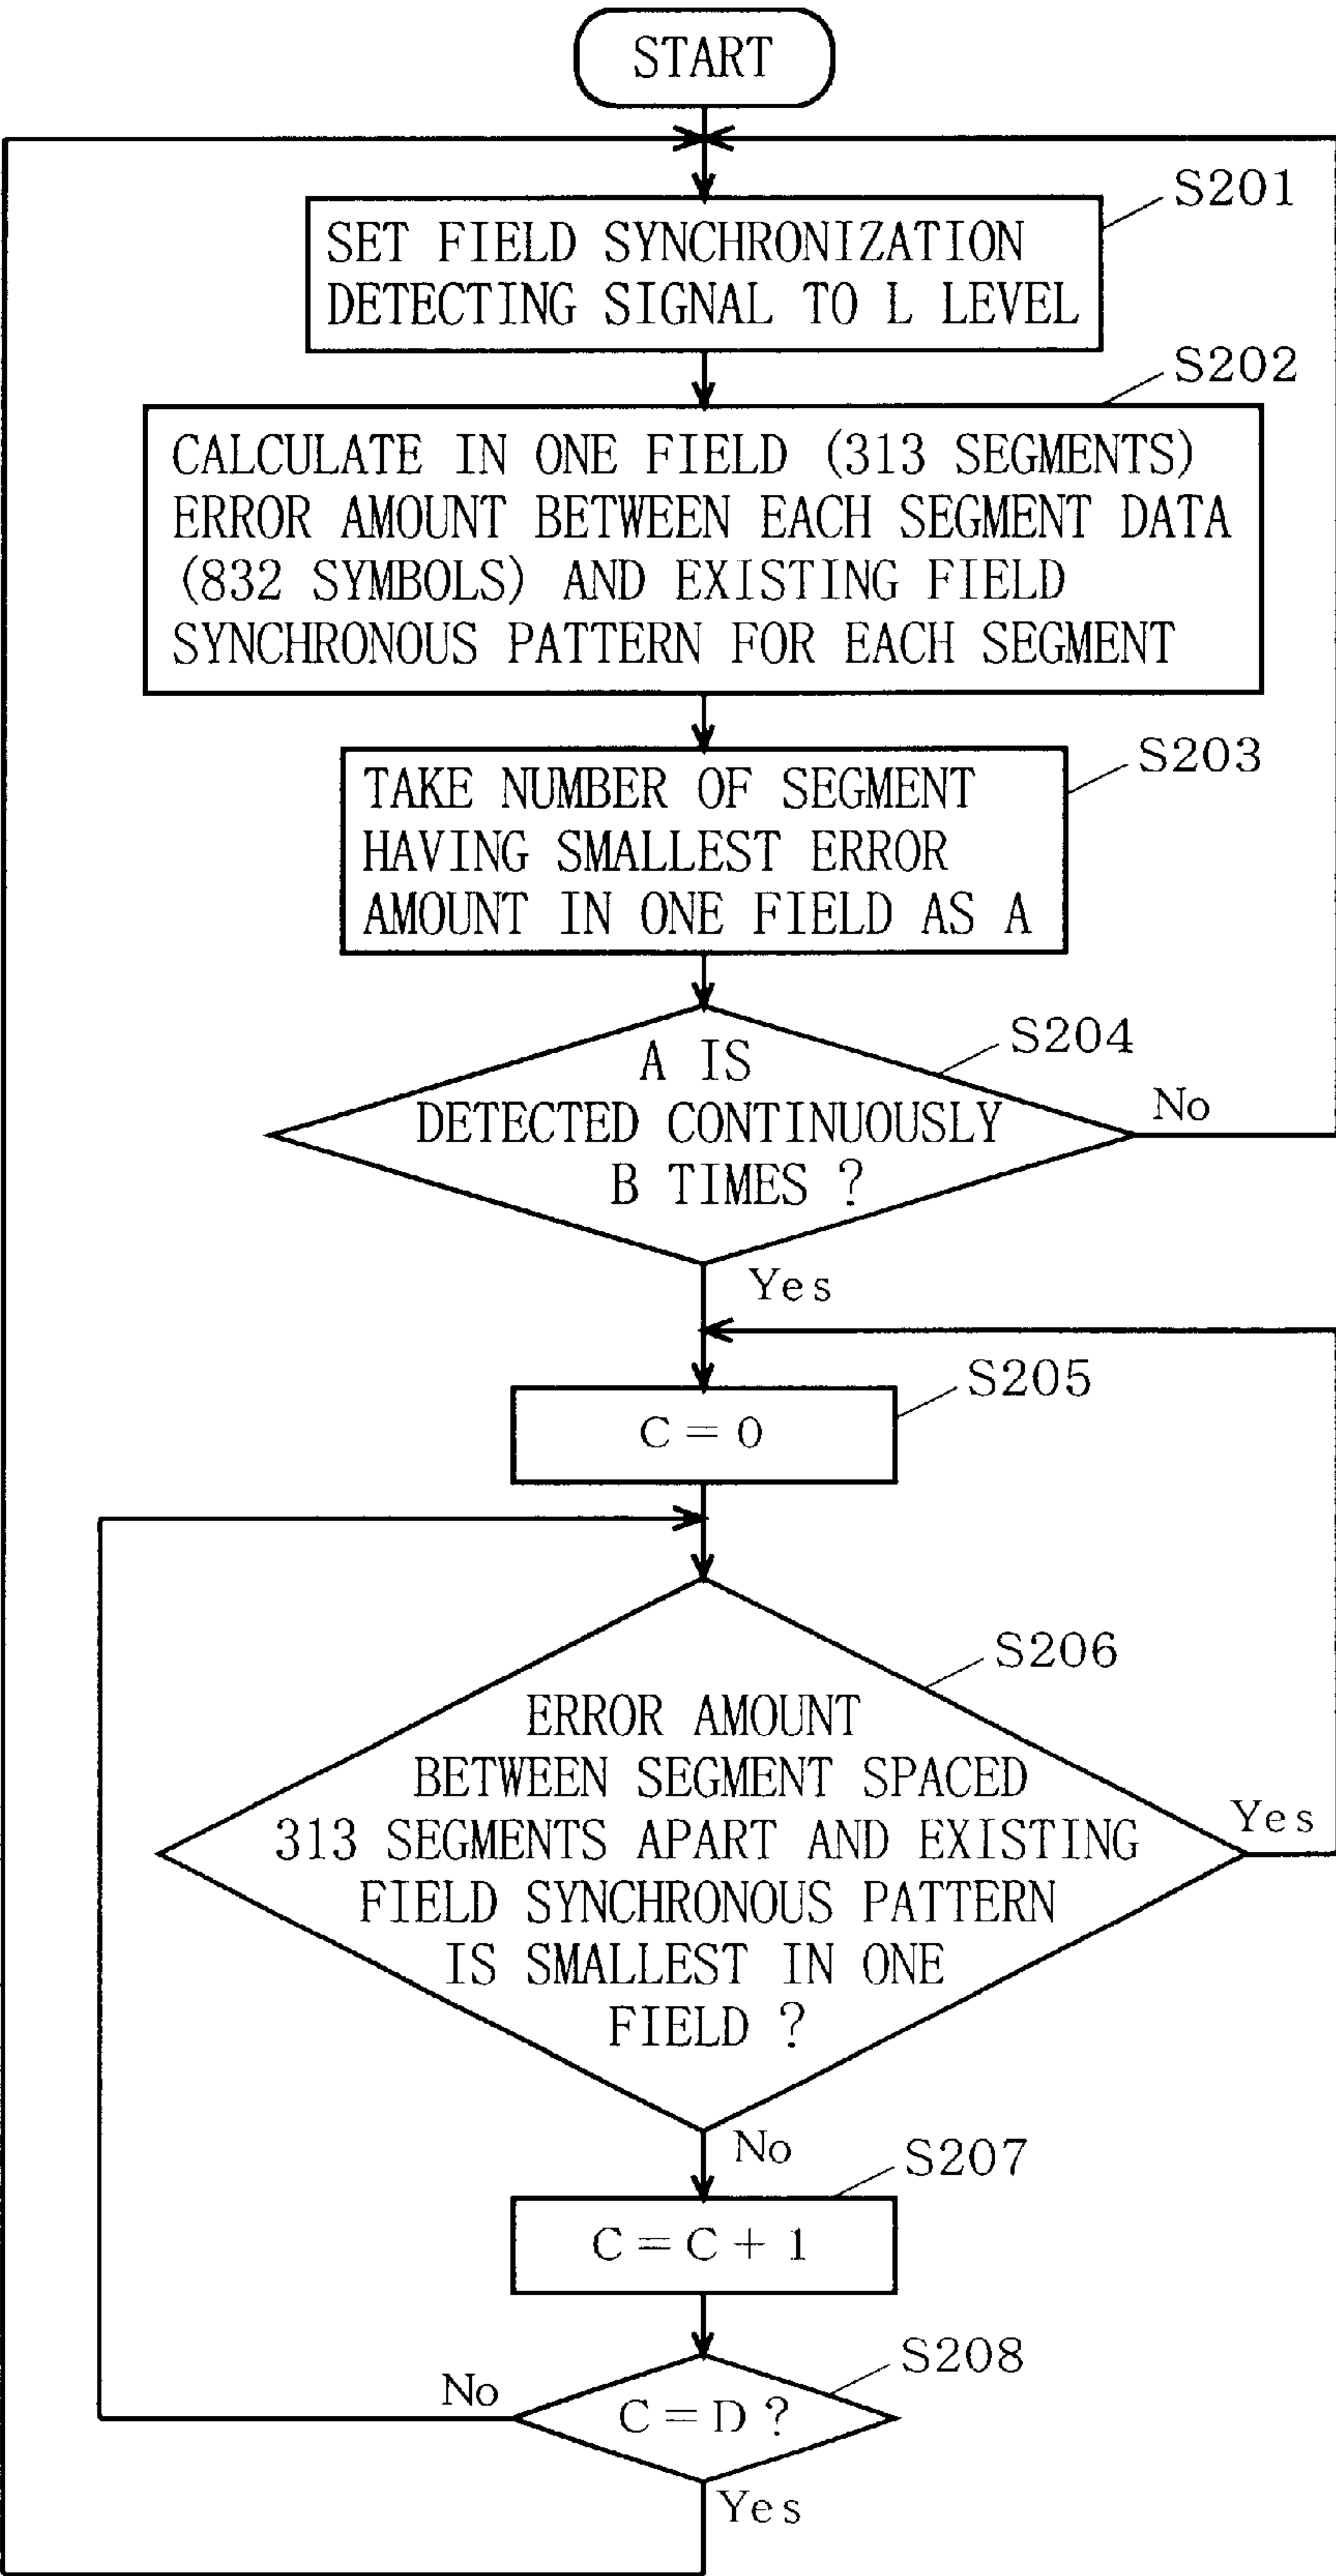 START
S201
SET FIELD SYNCHRONIZATION
DETECTING SIGNAL TO L LEVEL
S202
CALCULATE IN ONE FIELD (313 SEGMENTS)
ERROR AMOUNT BETWEEN EACH SEGMENT DATA
(832 SYMBOLS) AND EXISTING FIELD
SYNCHRONOUS PATTERN FOR EACH SEGMENT
S203
TAKE NUMBER OF SEGMENT
HAVING SMALLEST ERROR
AMOUNT IN ONE FIELD AS A
S204
A IS
DETECTED CONTINUOUSLY
B TIMES ?
No
Yes
S205
C = 0
S206
ERROR AMOUNT
BETWEEN SEGMENT SPACED
313 SEGMENTS APART AND EXISTING
FIELD SYNCHRONOUS PATTERN
IS SMALLEST IN ONE
FIELD ?
Yes
No
S207
C = C + 1
S208
C = D ?
No
Yes